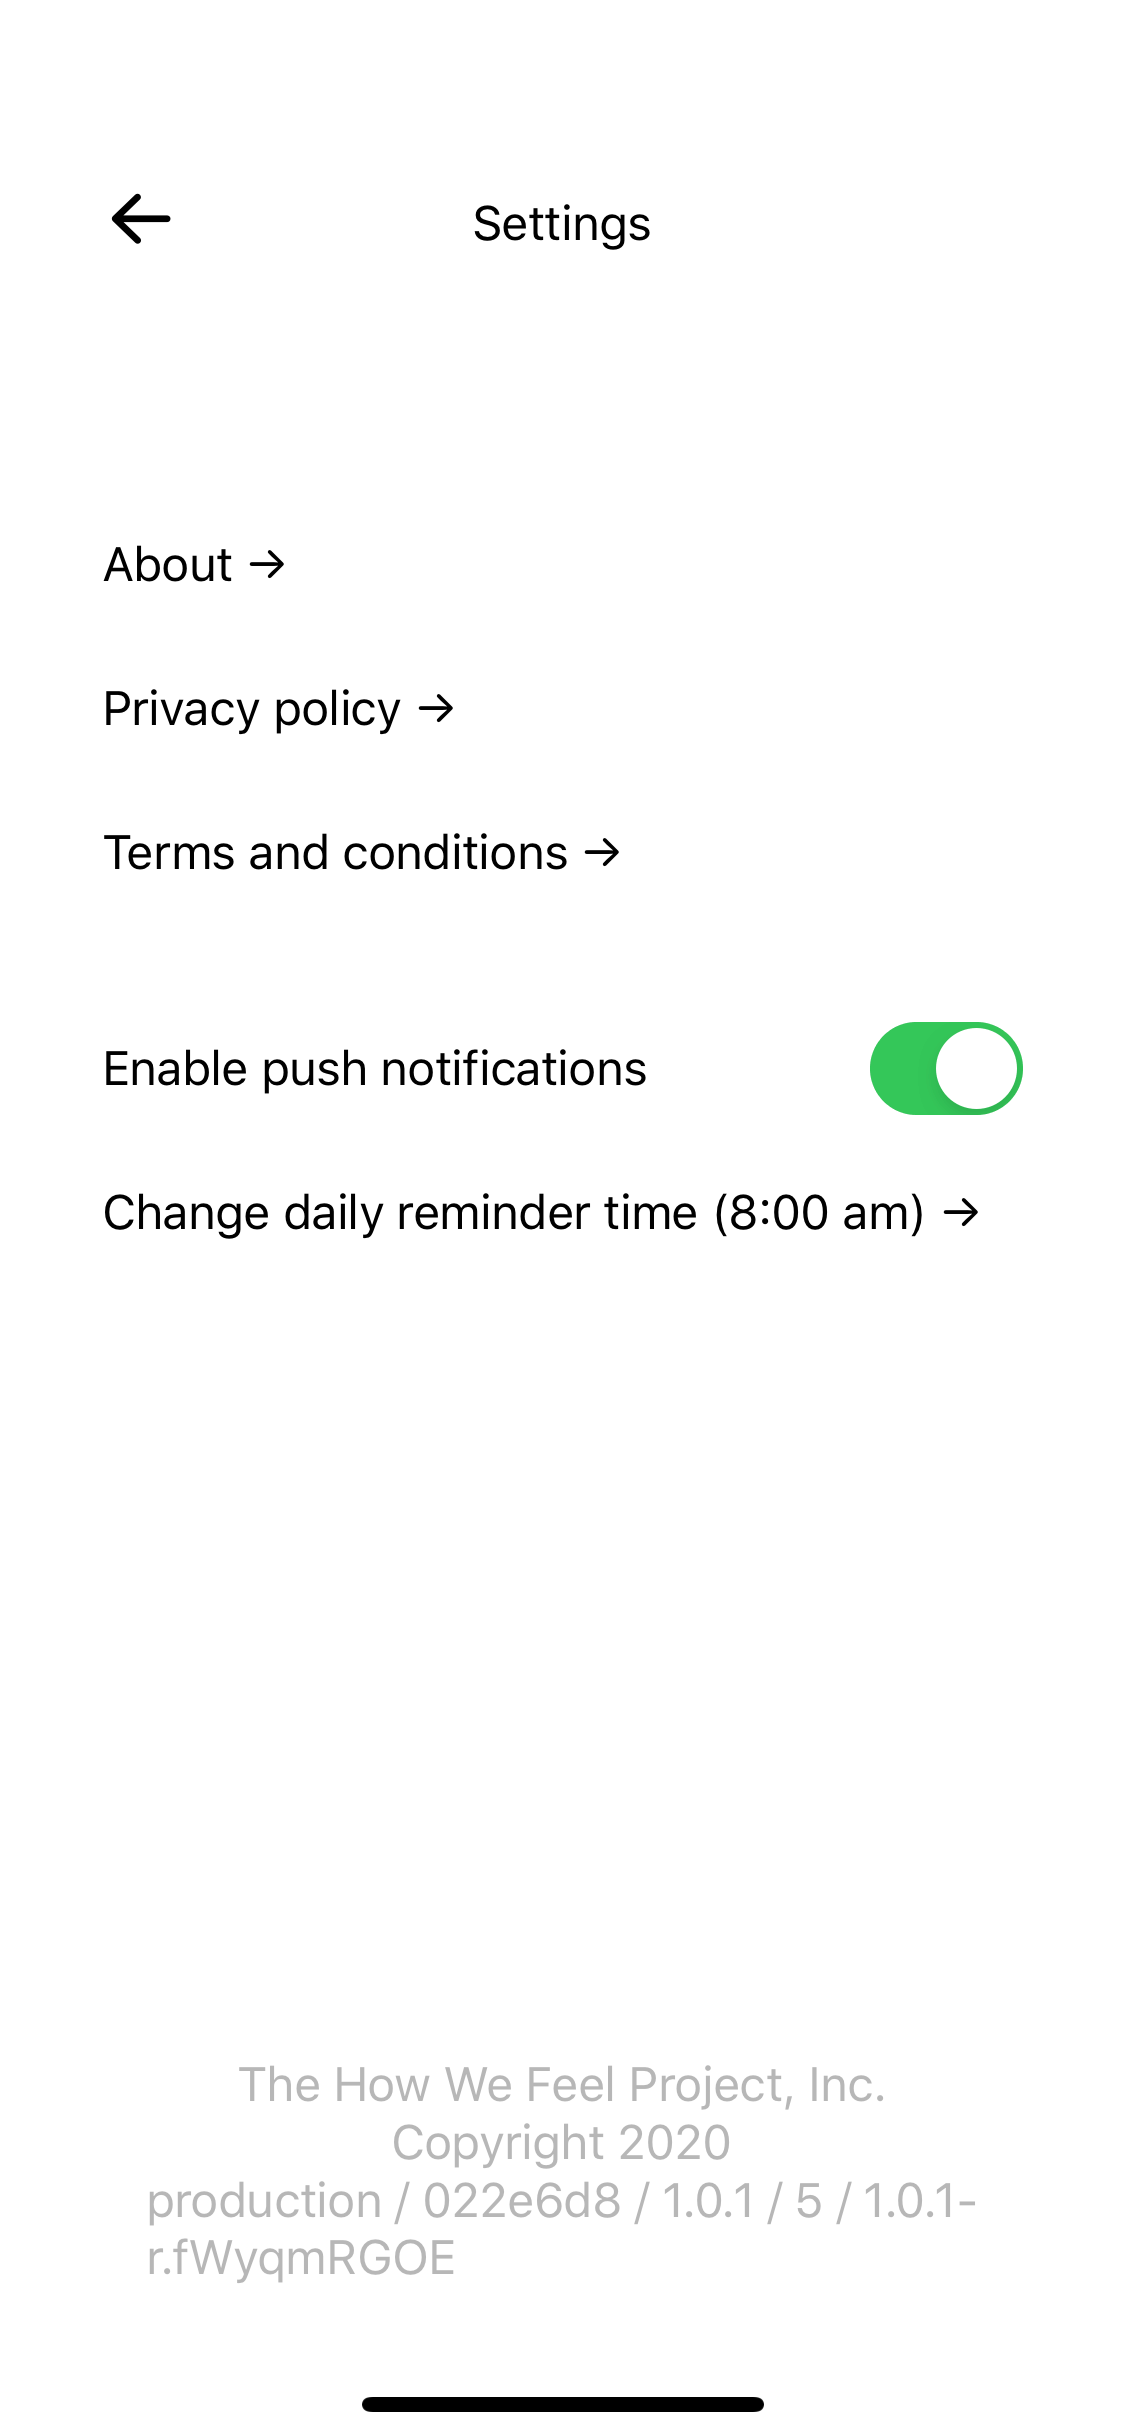 Settings
About →
Privacy policy →
Terms and conditions →
Enable push notifications
Change daily reminder time (8:00 am) →
The How We Feel Project, Inc.
Copyright 2020
production / 022e6d8 / 1.0.1 / 5 / 1.0.1-
r.fWyqmRGOE